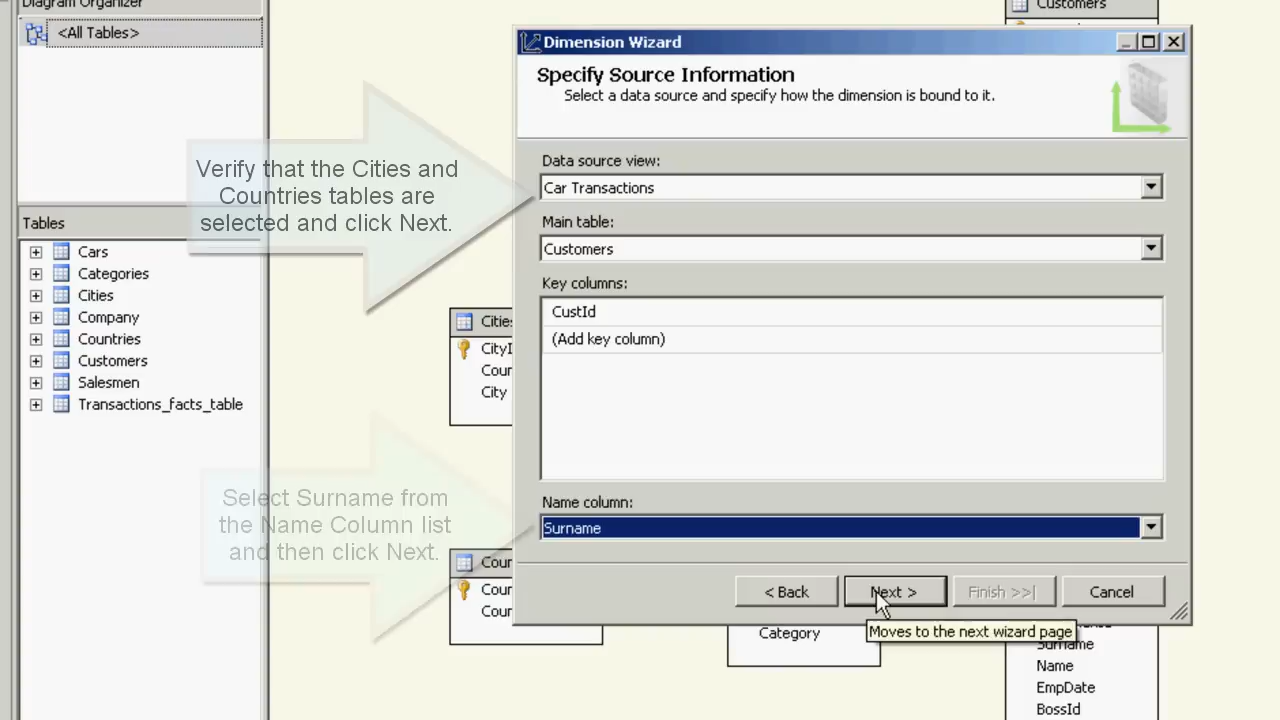 Diagram Organizer
<All Tables>
Tables
Cars
Categories
Cities
Company
Countries
Customers
Salesmen
Transactions_facts_table
Verify that the Cities and
Countries tables are
selected and click Next.
Select Surname from
the Name Column list
and then click Next.
Customers
Dimension Wizard
Specify Source Information
Select a data source and specify how the dimension is bound to it.
Data source view:
Car Transactions
Main table:
Customers
Key columns:
CustId
(Add key column)
Name column:
Surname
< Back
Next >
Finish >>|
Cancel
Moves to the next wizard page
City
Category
Surname
Name
EmpDate
BossId